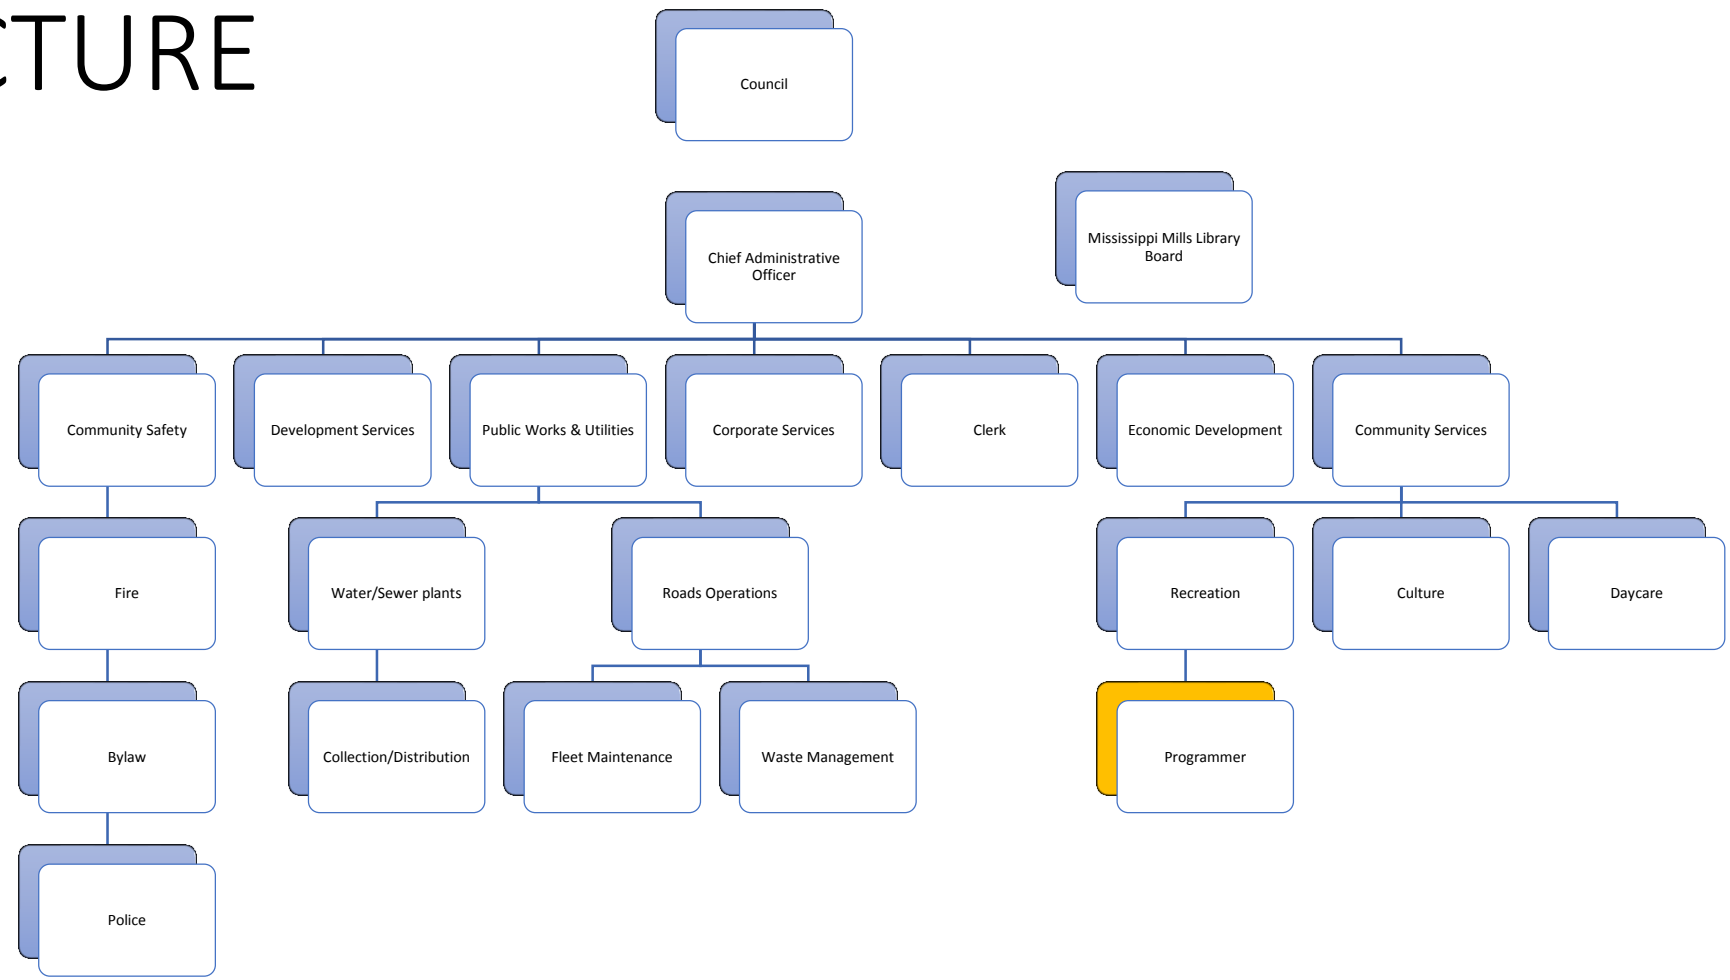 CTURE
Council
Chief Administrative
Officer
Mississippi Mills Library
Board
Community Safety
Development Services
Public Works & Utilities
Corporate Services
Clerk
Economic Development
Community Services
Fire
Water/Sewer plants
Roads Operations
Recreation
Culture
Daycare
Bylaw
Collection/Distribution
Fleet Maintenance
Waste Management
Programmer
Police